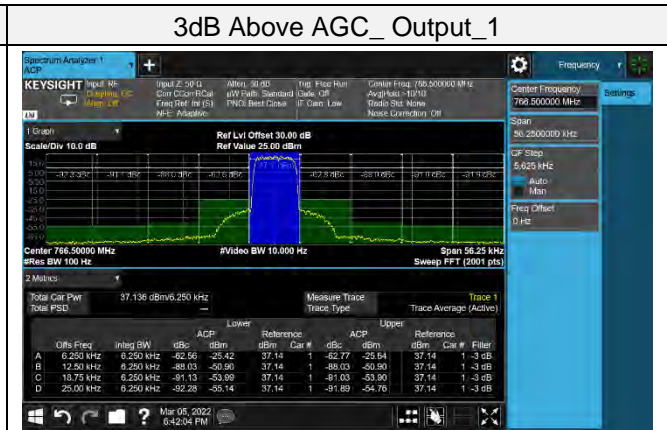 3dB Above AGC_ Output_1
Spectrum Analyzer 1
ACP
+
Frequency
KEYSIGHT
Input: RF
Input Z: 50 Ω
Atten: 50 dB
Trig: Free Run
Center Freq: 766.500000 MHz
Corr CCorr RCal
µW Path: Standard
Gate: Off
Avg|Hold:>10/10
Freq Ref: Int (S)
PNO: Best Close
IF Gain: Low
Radio Std: None
NFE: Adaptive
Noise Correction: Off
Center Frequency
766.500000 MHz
Settings
Span
56.2500000 kHz
CF Step
5.625 kHz
Auto
Man
Freq Offset
0 Hz
1 Graph
Scale/Div 10.0 dB
Ref Lvl Offset 30.00 dB
Ref Value 25.00 dBm
Center 766.50000 MHz
#Video BW 10.000 Hz
Span 56.25 kHz
#Res BW 100 Hz
Sweep FFT (2001 pts)
2 Metrics
Total Car Pwr 37.136 dBm/6.250 kHz Measure Trace Trace 1
Total PSD — Trace Type Trace Average (Active)
Lower Upper
ACP Reference ACP Reference
Offs Freq Integ BW dBc dBm dBm Car # dBc dBm dBm Car # Filter
A 6.250 kHz 6.250 kHz -62.56 -25.42 37.14 1 -62.77 -25.64 37.14 1 -3 dB
B 12.50 kHz 6.250 kHz -88.03 -50.90 37.14 1 -88.03 -50.90 37.14 1 -3 dB
C 18.75 kHz 6.250 kHz -91.13 -53.99 37.14 1 -91.03 -53.90 37.14 1 -3 dB
D 25.00 kHz 6.250 kHz -92.28 -55.14 37.14 1 -91.89 -54.76 37.14 1 -3 dB
?
Mar 05, 2022
6:42:04 PM